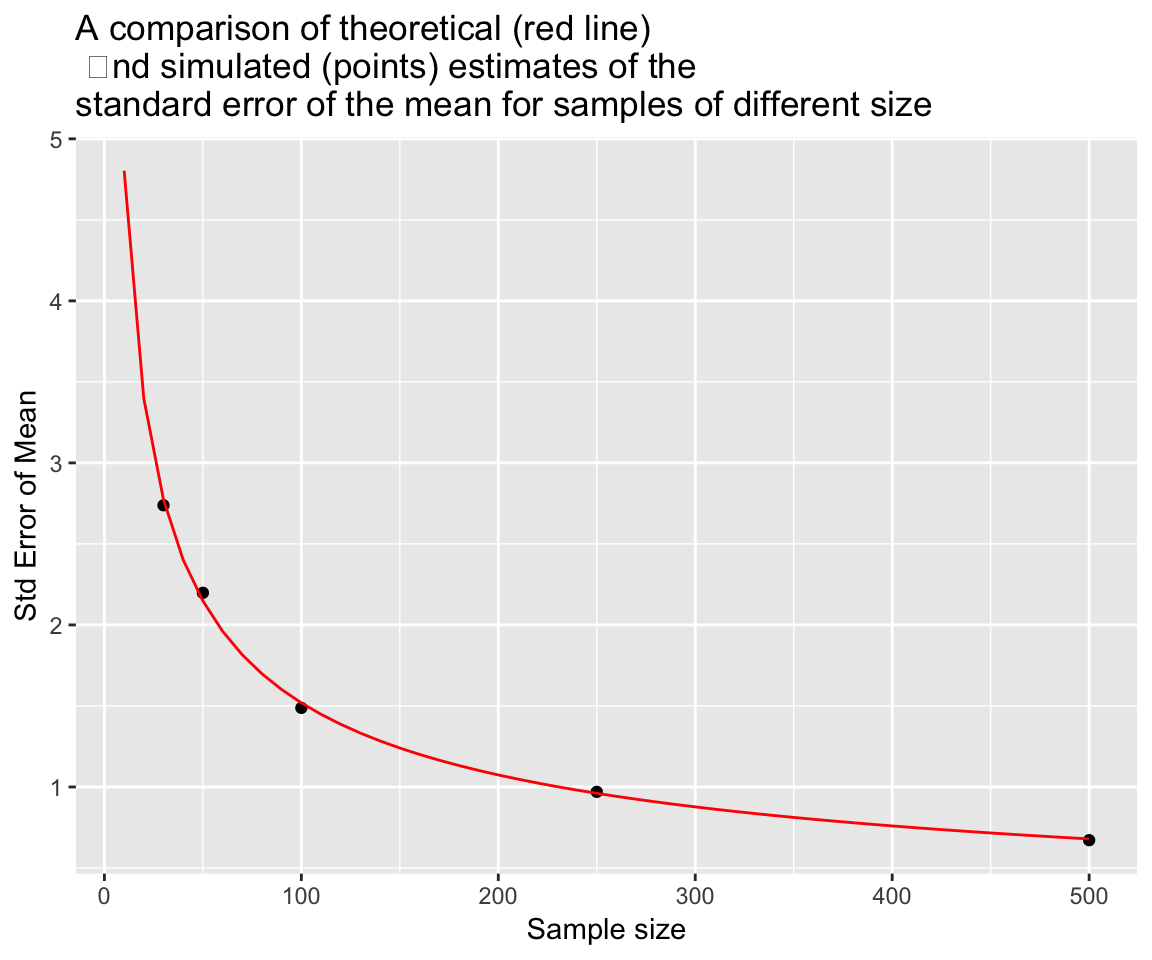 A comparison of theoretical (red line)
□nd simulated (points) estimates of the
standard error of the mean for samples of different size
5
4
3
2
1
Std Error of Mean
0 100 200 300 400 500
Sample size